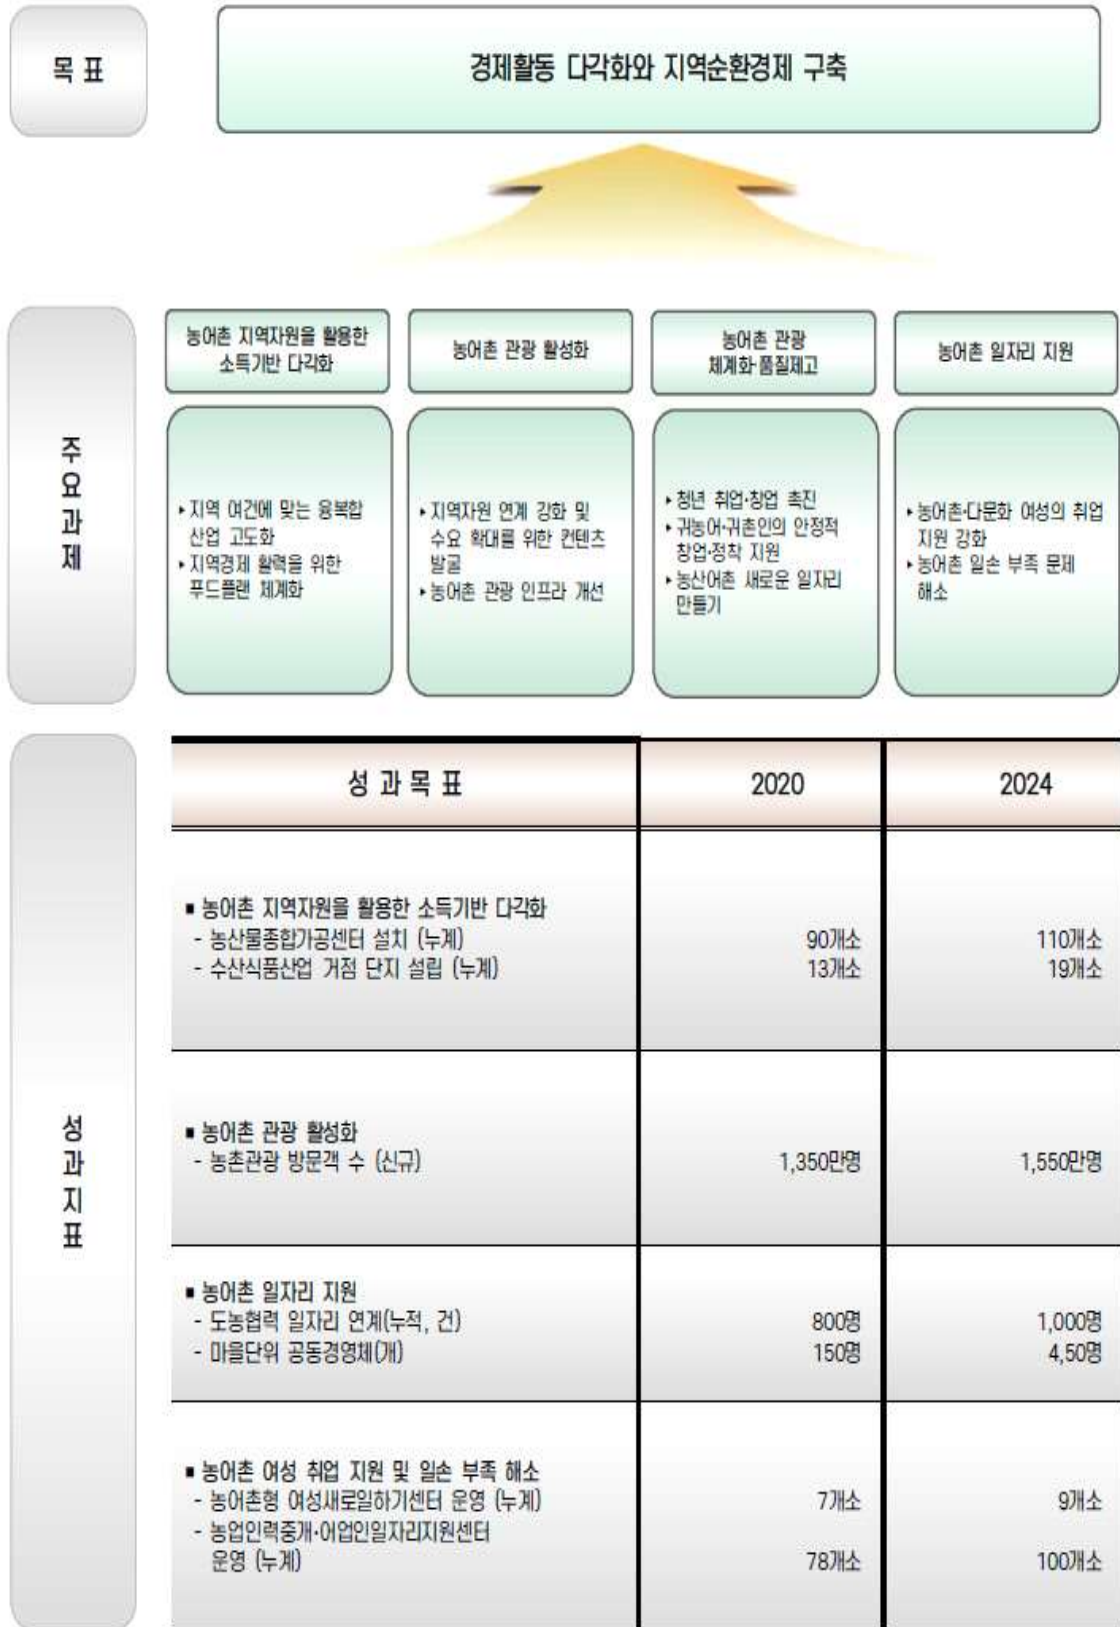 목 표
경제활동 다각화와 지역순환경제 구축
주요과제
농어촌 지역자원을 활용한
소득기반 다각화
▸지역 여건에 맞는 융복합
산업 고도화
▸지역경제 활력을 위한
푸드플랜 체계화
농어촌 관광 활성화
▸지역자원 연계 강화 및
수요 확대를 위한 컨텐츠
발굴
▸농어촌 관광 인프라 개선
농어촌 관광
체계화·품질제고
▸청년 취업·창업 촉진
▸귀농어·귀촌인의 안정적
창업·정착 지원
▸농산어촌 새로운 일자리
만들기
농어촌 일자리 지원
▸농어촌·다문화 여성의 취업
지원 강화
▸농어촌 일손 부족 문제
해소
성과지표
성 과 목 표 2020 2024
▪ 농어촌 지역자원을 활용한 소득기반 다각화
- 농산물종합가공센터 설치 (누계) 90개소 110개소
- 수산식품산업 거점 단지 설립 (누계) 13개소 19개소
▪ 농어촌 관광 활성화
- 농촌관광 방문객 수 (신규) 1,350만명 1,550만명
▪ 농어촌 일자리 지원
- 도농협력 일자리 연계(누적, 건) 800명 1,000명
- 마을단위 공동경영체(개) 150명 4,50명
▪ 농어촌 여성 취업 지원 및 일손 부족 해소
- 농어촌형 여성새로일하기센터 운영 (누계) 7개소 9개소
- 농업인력중개·어업인일자리지원센터
운영 (누계) 78개소 100개소